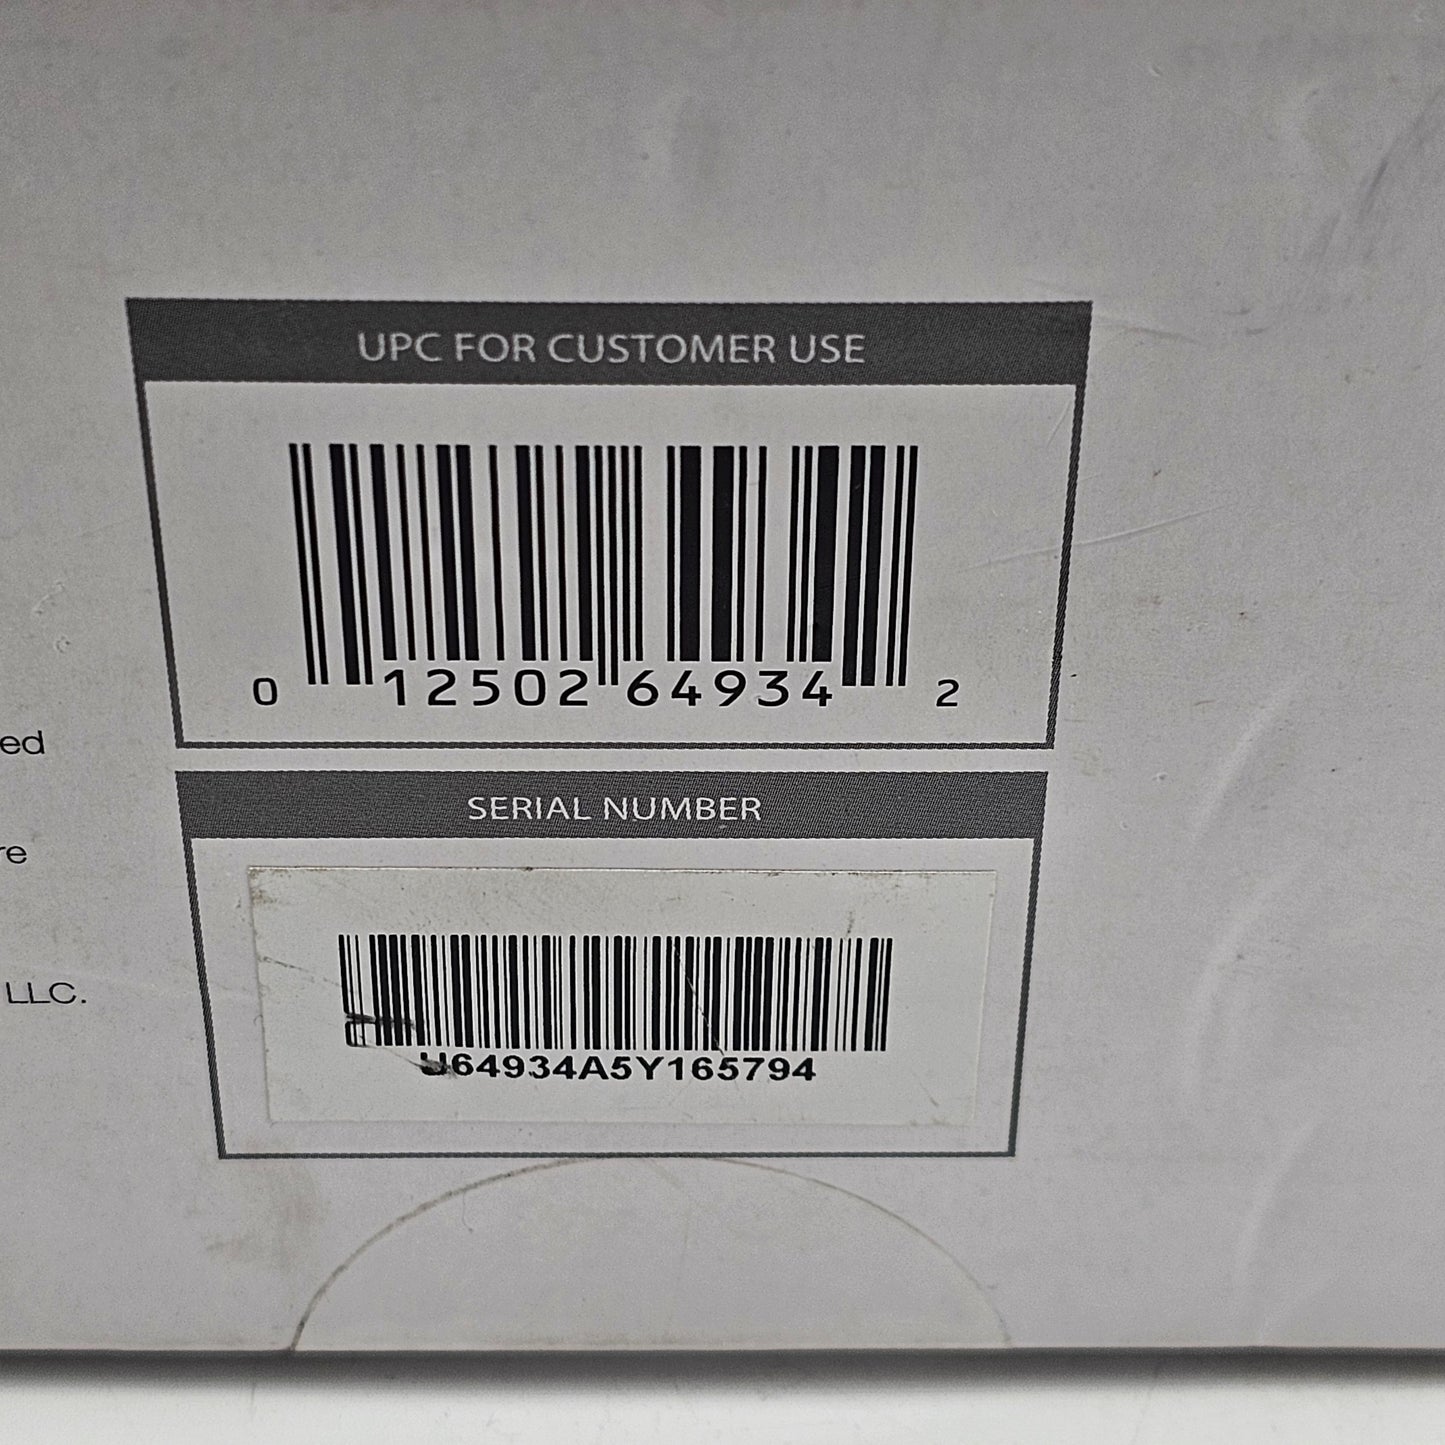 UPC FOR CUSTOMER USE
0 12502 64934 2
ed
SERIAL NUMBER
re
LLC.
U64934A5Y165794